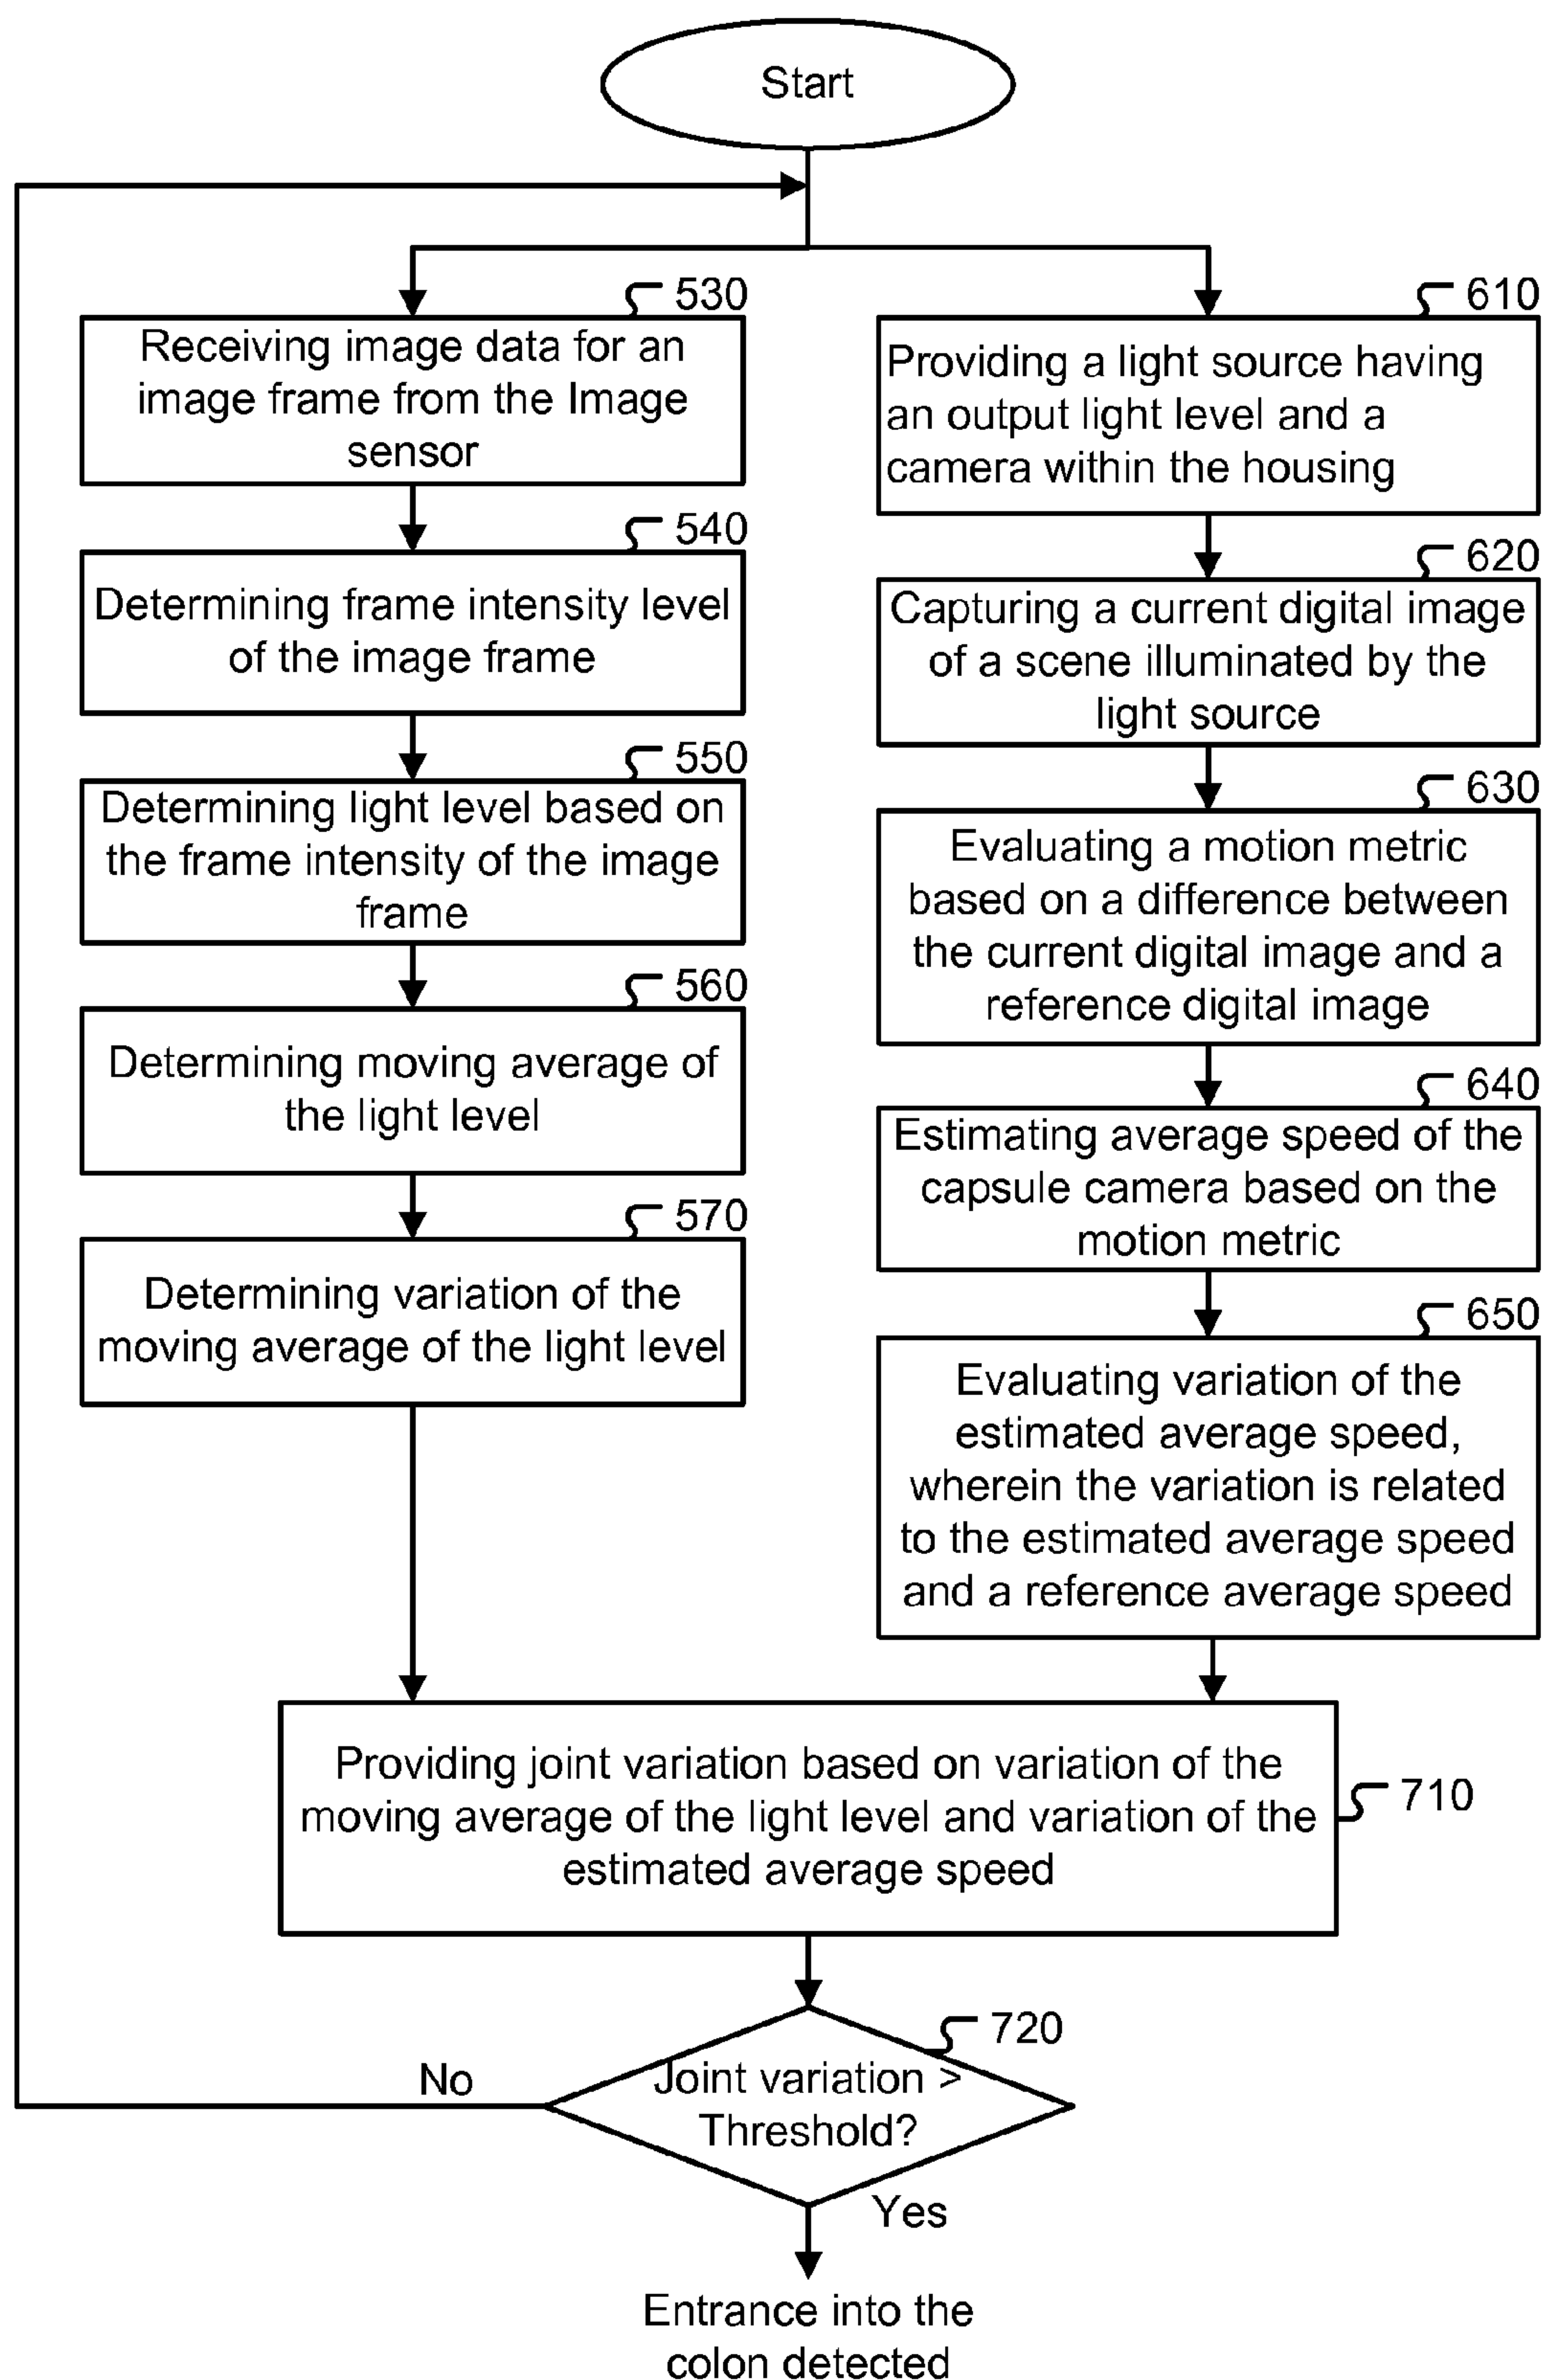 Start
530
Receiving image data for an
image frame from the Image
sensor
540
Determining frame intensity level
of the image frame
550
Determining light level based on
the frame intensity of the image
frame
560
Determining moving average of
the light level
570
Determining variation of the
moving average of the light level
610
Providing a light source having
an output light level and a
camera within the housing
620
Capturing a current digital image
of a scene illuminated by the
light source
630
Evaluating a motion metric
based on a difference between
the current digital image and a
reference digital image
640
Estimating average speed of the
capsule camera based on the
motion metric
650
Evaluating variation of the
estimated average speed,
wherein the variation is related
to the estimated average speed
and a reference average speed
Providing joint variation based on variation of the
moving average of the light level and variation of the
estimated average speed
710
720
Joint variation >
Threshold?
No
Yes
Entrance into the
colon detected